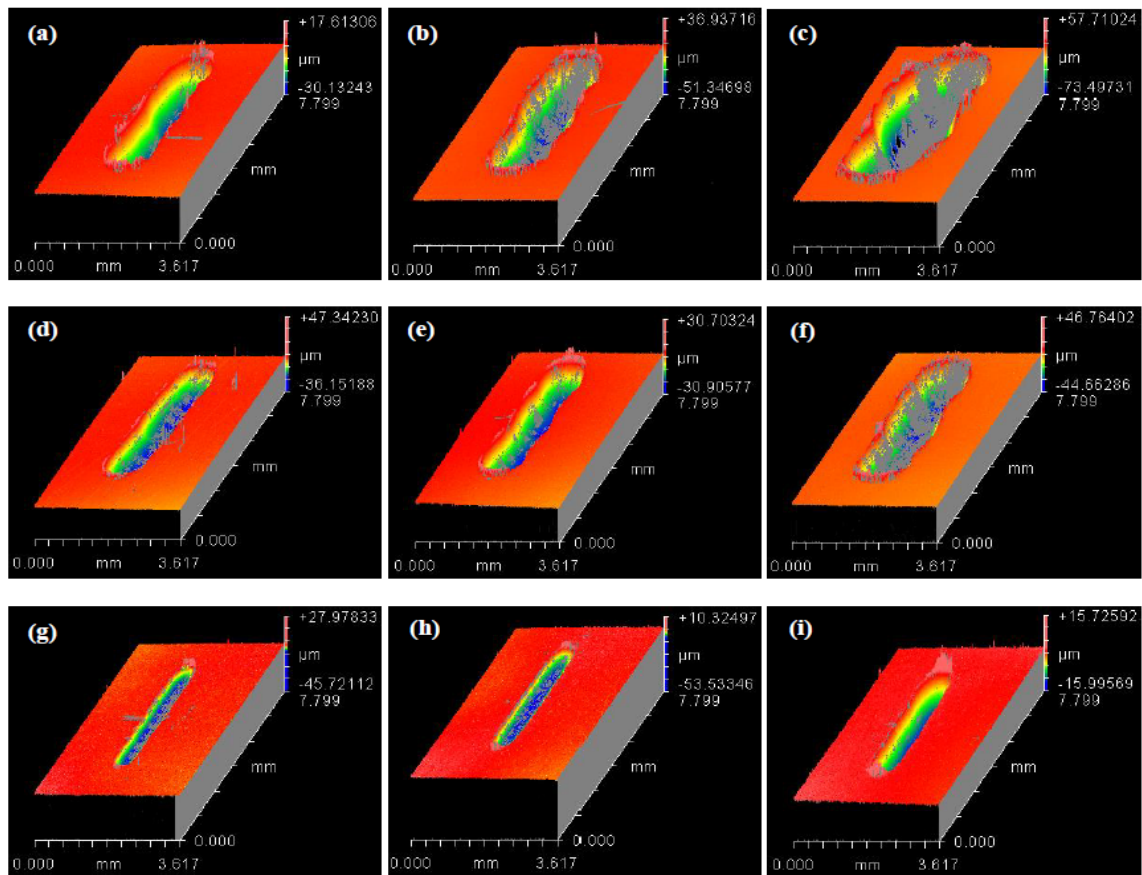 (a)
+17.61306
µm
-30.13243
7.799
mm
0.000
0.000 mm 3.617
(b)
+36.93716
µm
-51.34698
7.799
mm
0.000
0.000 mm 3.617
(c)
+57.71024
µm
-73.49731
7.799
mm
0.000
0.000 mm 3.617
(d)
+47.34230
µm
-36.15188
7.799
mm
0.000
0.000 mm 3.617
(e)
+30.70324
µm
-30.90577
7.799
mm
0.000
0.000 mm 3.617
(f)
+46.76402
µm
-44.66286
7.799
mm
0.000
0.000 mm 3.617
(g)
+27.97833
µm
-45.72112
7.799
mm
0.000
0.000 mm 3.617
(h)
+10.32497
µm
-53.53346
7.799
mm
0.000
0.000 mm 3.617
(i)
+15.72592
µm
-15.99569
7.799
mm
0.000
0.000 mm 3.617